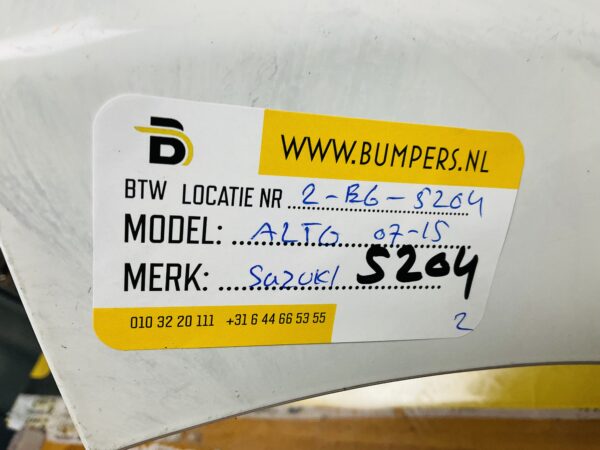 WWW.BUMPERS.NL
BTW LOCATIE NR 2-B6-5204
MODEL: ALTO 07-15
MERK: SUZUKI 5204
010 32 20 111 +31 6 44 66 53 55
2